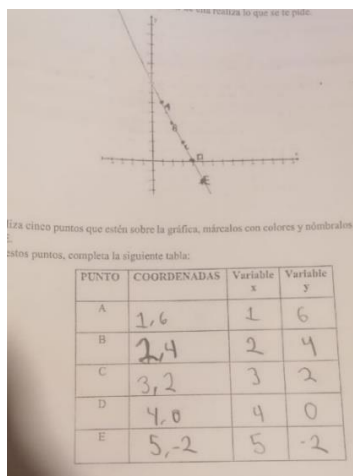 realiza lo que se te pide.
A
B
C
D
E
liza cinco puntos que estén sobre la gráfica, márcalos con colores y nómbralos
E.
estos puntos, completa la siguiente tabla:
PUNTO COORDENADAS Variable x Variable y
A 1,6 1 6
B 2,4 2 4
C 3,2 3 2
D 4,0 4 0
E 5,-2 5 -2